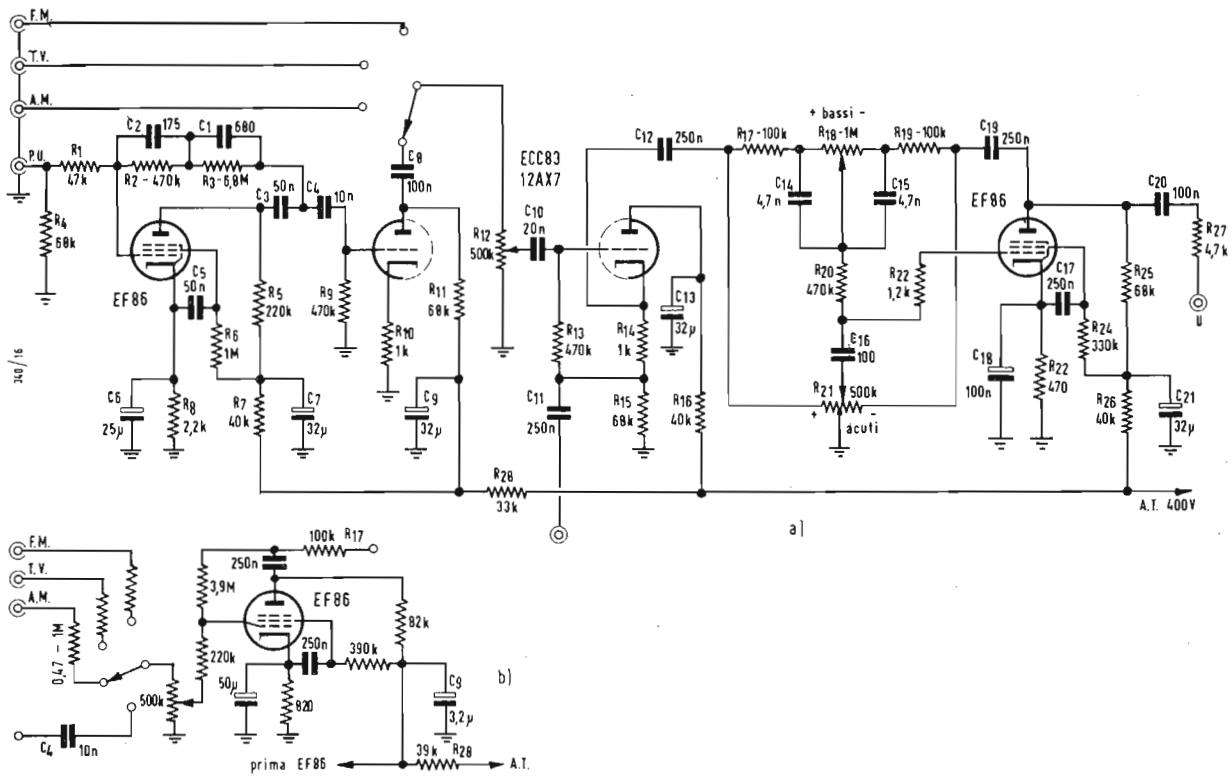 F.M.
T.V.
A.M.
P.U.
R1
47k
R4
68k
C2 175
C1 680
R2-470k
R3-6,8M
C3 50n
C4 10n
C5
50n
EF86
R5
220k
R6
1M
C6
25µ
R8
2,2k
R7
40k
C7
32µ
R9
470k
R10
1k
C8
100n
R11
68k
C9
32µ
R12
500k
ECC83
12AX7
C10
20n
R13
470k
C11
250n
R14
1k
R15
68k
C13
32µ
R16
40k
C12 250n
R17-100k
+ bassi -
R18-1M
R19-100k
C14
4,7n
C15
4,7n
R20
470k
R22
1,2k
C16
100
R21 500k
+ acuti -
C19
250n
EF86
C17
250n
C18
100n
R22
470
R24
330k
R25
68k
R26
40k
C20
100n
C21
32µ
R27
4,7k
U
R28
33k
A.T. 400V
a)
340/16
F.M.
T.V.
A.M.
0,47-1M
500k
C4 10n
3,9M
220k
250n
100k R17
EF86
82k
250n
390k
50µ
820
C9
3,2µ
b)
39k R28
prima EF86
A.T.